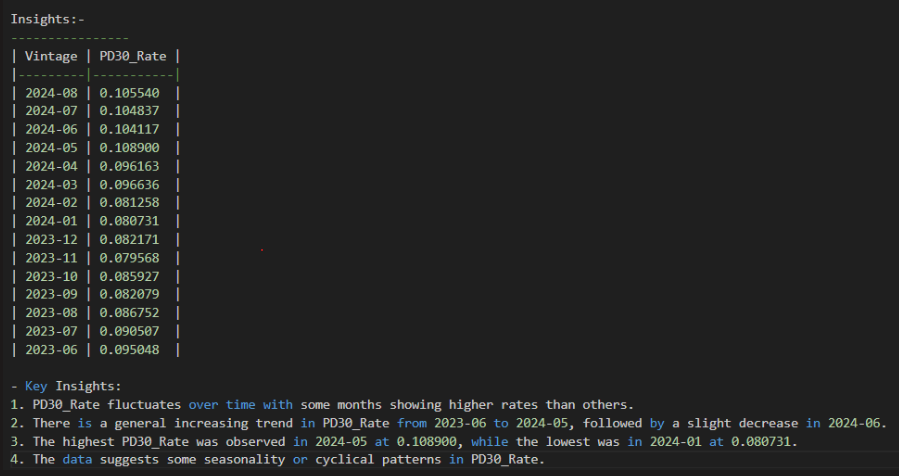 Insights:-
----------------
| Vintage | PD30_Rate |
|---------|-----------|
| 2024-08 | 0.105540 |
| 2024-07 | 0.104837 |
| 2024-06 | 0.104117 |
| 2024-05 | 0.108900 |
| 2024-04 | 0.096163 |
| 2024-03 | 0.096636 |
| 2024-02 | 0.081258 |
| 2024-01 | 0.080731 |
| 2023-12 | 0.082171 |
| 2023-11 | 0.079568 |
| 2023-10 | 0.085927 |
| 2023-09 | 0.082079 |
| 2023-08 | 0.086752 |
| 2023-07 | 0.090507 |
| 2023-06 | 0.095048 |
- Key Insights:
1. PD30_Rate fluctuates over time with some months showing higher rates than others.
2. There is a general increasing trend in PD30_Rate from 2023-06 to 2024-05, followed by a slight decrease in 2024-06.
3. The highest PD30_Rate was observed in 2024-05 at 0.108900, while the lowest was in 2024-01 at 0.080731.
4. The data suggests some seasonality or cyclical patterns in PD30_Rate.